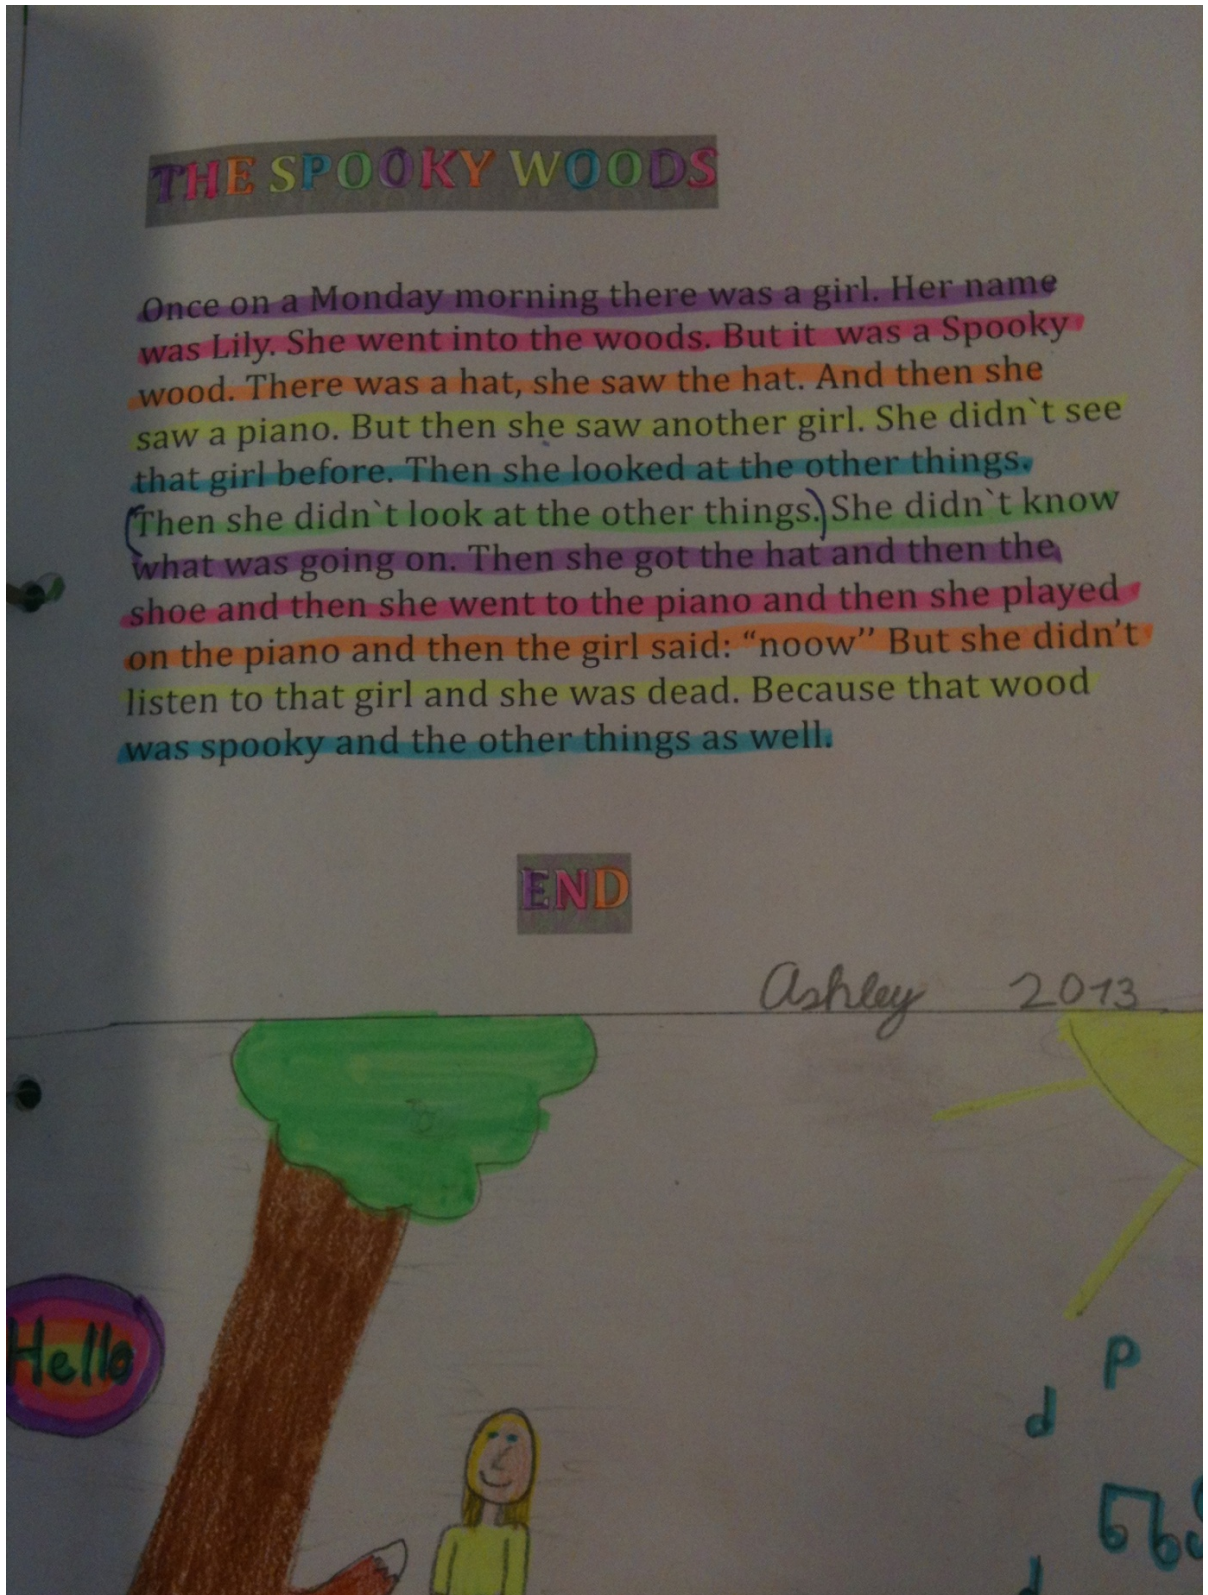 THE SPOOKY WOODS
Once on a Monday morning there was a girl. Her name
was Lily. She went into the woods. But it was a Spooky
wood. There was a hat, she saw the hat. And then she
saw a piano. But then she saw another girl. She didn`t see
that girl before. Then she looked at the other things.
(Then she didn`t look at the other things.) She didn`t know
what was going on. Then she got the hat and then the
shoe and then she went to the piano and then she played
on the piano and then the girl said: “noow’’ But she didn’t
listen to that girl and she was dead. Because that wood
was spooky and the other things as well.
END
Ashley 2013
Hello